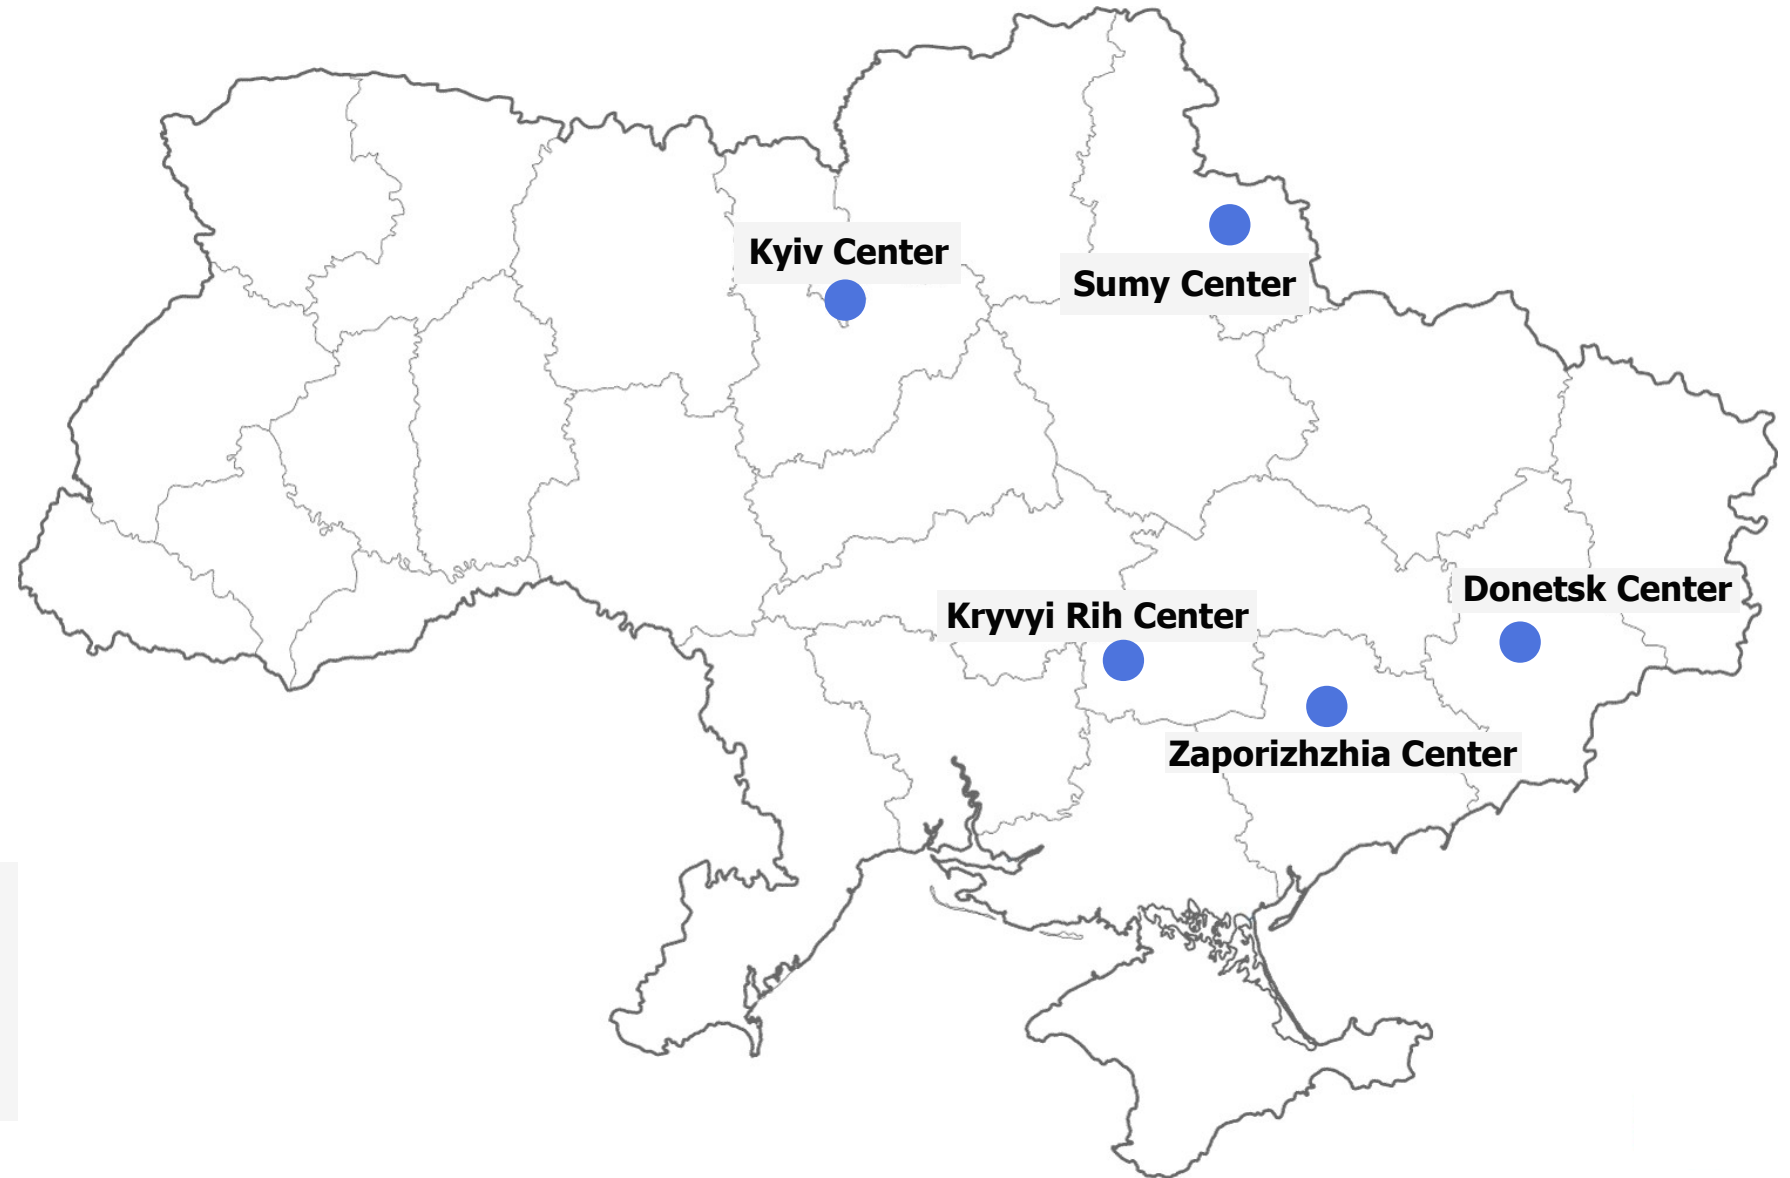 Kyiv Center
Sumy Center
Donetsk Center
Kryvyi Rih Center
Zaporizhzhia Center